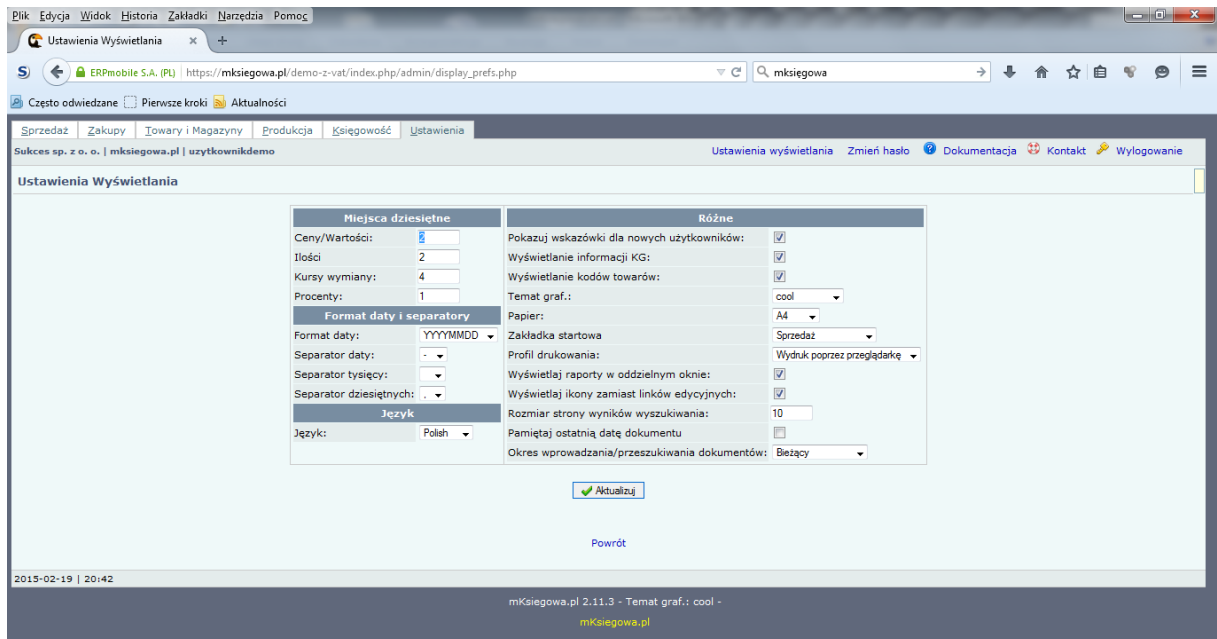 Plik Edycja Widok Historia Zakładki Narzędzia Pomoc
Ustawienia Wyświetlania × +
S ERPmobile S.A. (PL) https://mksiegowa.pl/demo-z-vat/index.php/admin/display_prefs.php mksięgowa
Często odwiedzane Pierwsze kroki Aktualności
Sprzedaż Zakupy Towary i Magazyny Produkcja Księgowość Ustawienia
Sukces sp. z o. o. | mksiegowa.pl | uzytkownikdemo Ustawienia wyświetlania Zmień hasło Dokumentacja Kontakt Wylogowanie
Ustawienia Wyświetlania
Miejsca dziesiętne Różne
Ceny/Wartości: 2 Pokazuj wskazówki dla nowych użytkowników:
Ilości 2 Wyświetlanie informacji KG:
Kursy wymiany: 4 Wyświetlanie kodów towarów:
Procenty: 1 Temat graf.: cool
Format daty i separatory Papier: A4
Format daty: YYYYMMDD Zakładka startowa Sprzedaż
Separator daty: - Profil drukowania: Wydruk poprzez przeglądarkę
Separator tysięcy: Wyświetlaj raporty w oddzielnym oknie:
Separator dziesiętnych: . Wyświetlaj ikony zamiast linków edycyjnych:
Język Rozmiar strony wyników wyszukiwania: 10
Język: Polish Pamiętaj ostatnią datę dokumentu
Okres wprowadzania/przeszukiwania dokumentów: Bieżący
Aktualizuj
Powrót
2015-02-19 | 20:42
mKsiegowa.pl 2.11.3 - Temat graf.: cool -
mKsiegowa.pl